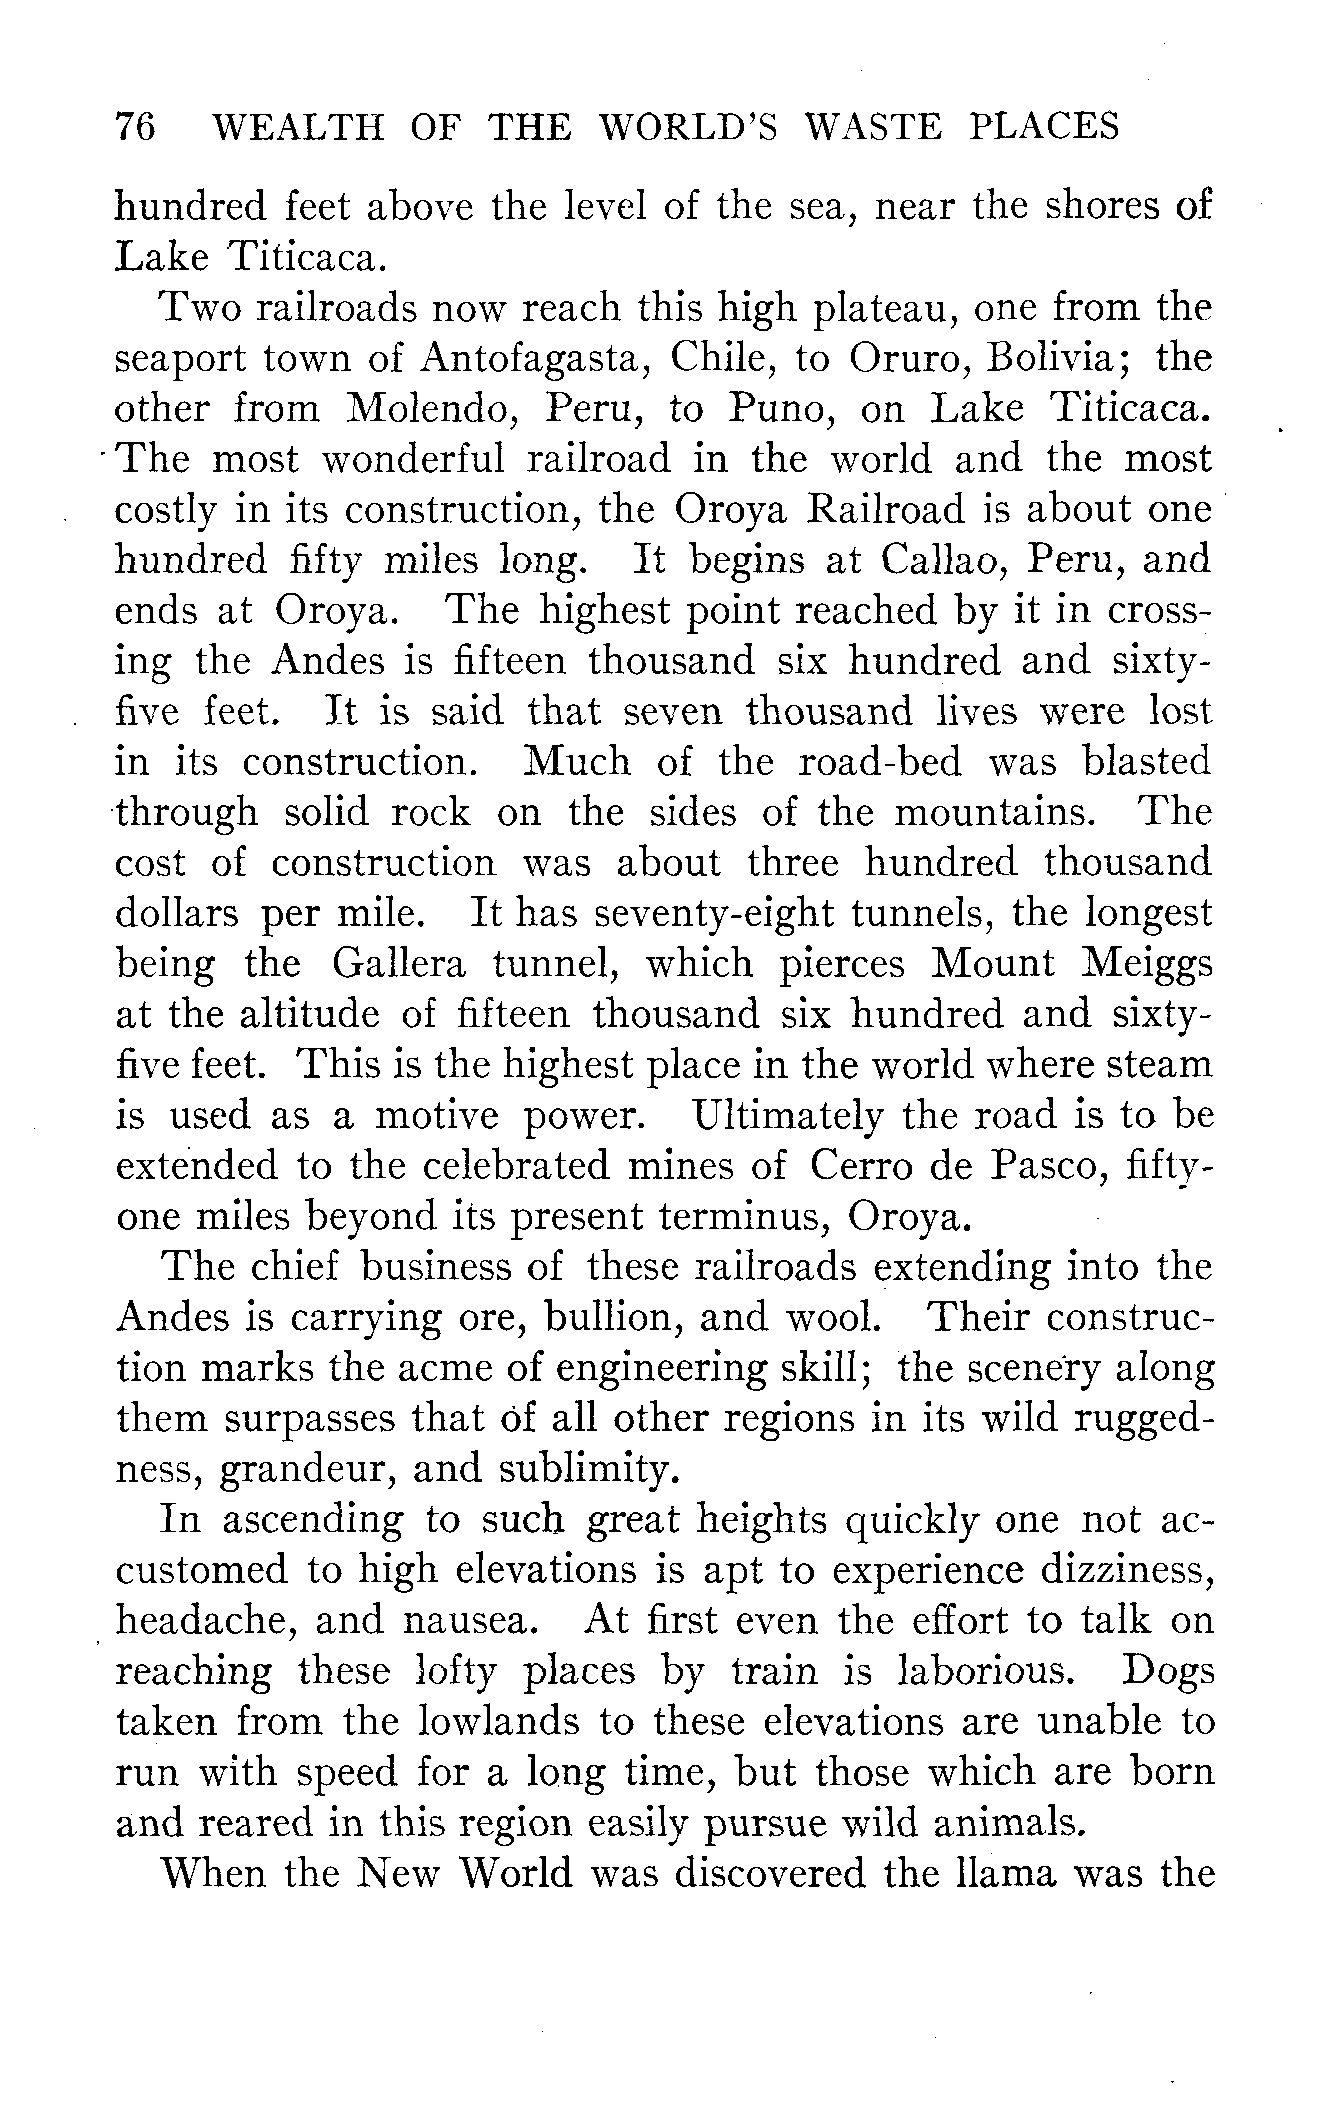 76 WEALTH OF THE WORLD'S WASTE PLACES
hundred feet above the level of the sea, near the shores of
Lake Titicaca.
Two railroads now reach this high plateau, one from the
seaport town of Antofagasta, Chile, to Oruro, Bolivia; the
other from Molendo, Peru, to Puno, on Lake Titicaca.
The most wonderful railroad in the world and the most
costly in its construction, the Oroya Railroad is about one
hundred fifty miles long. It begins at Callao, Peru, and
ends at Oroya. The highest point reached by it in cross-
ing the Andes is fifteen thousand six hundred and sixty-
five feet. It is said that seven thousand lives were lost
in its construction. Much of the road-bed was blasted
through solid rock on the sides of the mountains. The
cost of construction was about three hundred thousand
dollars per mile. It has seventy-eight tunnels, the longest
being the Gallera tunnel, which pierces Mount Meiggs
at the altitude of fifteen thousand six hundred and sixty-
five feet. This is the highest place in the world where steam
is used as a motive power. Ultimately the road is to be
extended to the celebrated mines of Cerro de Pasco, fifty-
one miles beyond its present terminus, Oroya.
The chief business of these railroads extending into the
Andes is carrying ore, bullion, and wool. Their construc-
tion marks the acme of engineering skill; the scenery along
them surpasses that of all other regions in its wild rugged-
ness, grandeur, and sublimity.
In ascending to such great heights quickly one not ac-
customed to high elevations is apt to experience dizziness,
headache, and nausea. At first even the effort to talk on
reaching these lofty places by train is laborious. Dogs
taken from the lowlands to these elevations are unable to
run with speed for a long time, but those which are born
and reared in this region easily pursue wild animals.
When the New World was discovered the llama was the